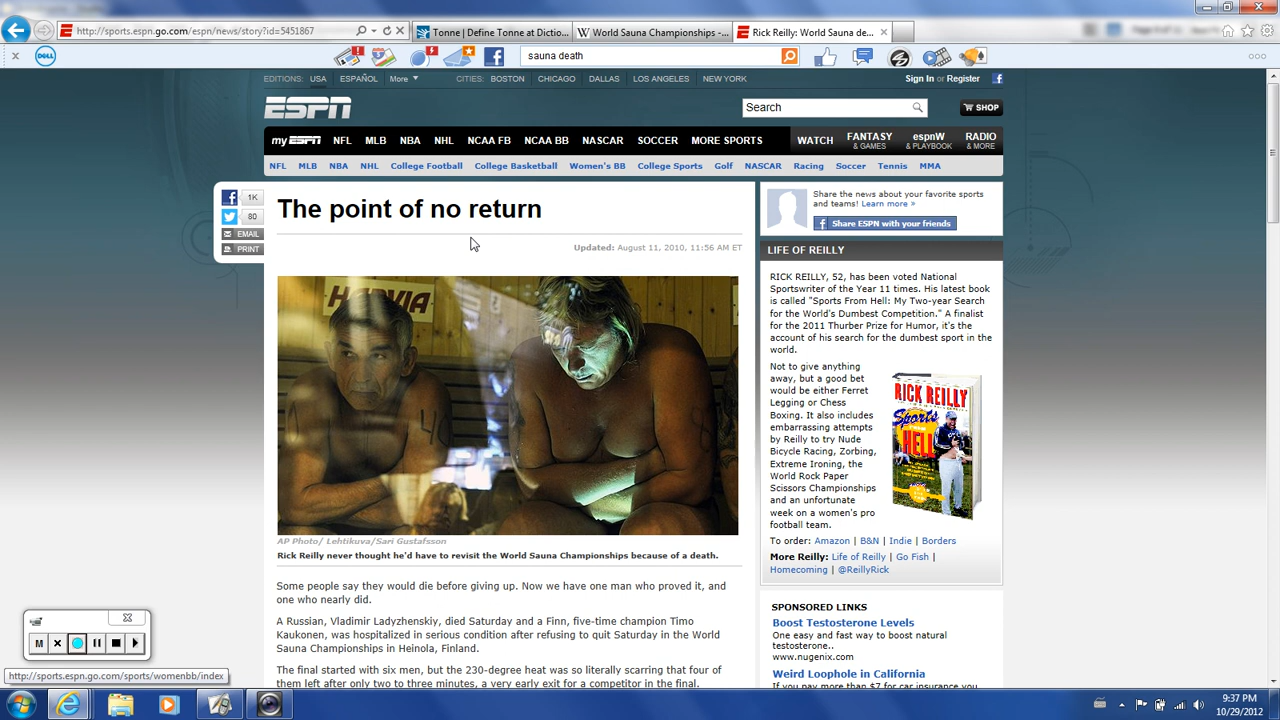 http://sports.espn.go.com/espn/news/story?id=5451867
Tonne | Define Tonne at Dictio...
World Sauna Championships -...
Rick Reilly: World Sauna de...
DELL
sauna death
EDITIONS: USA ESPAÑOL More
CITIES: BOSTON CHICAGO DALLAS LOS ANGELES NEW YORK
Sign In or Register
ESPN
Search
SHOP
my ESPN NFL MLB NBA NHL NCAA FB NCAA BB NASCAR SOCCER MORE SPORTS
WATCH FANTASY & GAMES espnW & PLAYBOOK RADIO & MORE
NFL MLB NBA NHL College Football College Basketball Women's BB College Sports Golf NASCAR Racing Soccer Tennis MMA
1K
80
EMAIL
PRINT
The point of no return
Updated: August 11, 2010, 11:56 AM ET
HARVIA
AP Photo/ Lehtikuva/Sari Gustafsson
Rick Reilly never thought he'd have to revisit the World Sauna Championships because of a death.
Some people say they would die before giving up. Now we have one man who proved it, and
one who nearly did.
A Russian, Vladimir Ladyzhenskiy, died Saturday and a Finn, five-time champion Timo
Kaukonen, was hospitalized in serious condition after refusing to quit Saturday in the World
Sauna Championships in Heinola, Finland.
The final started with six men, but the 230-degree heat was so literally scarring that four of
them left after only two to three minutes, a very early exit for a competitor in the final.
Share the news about your favorite sports
and teams! Learn more »
Share ESPN with your friends
LIFE OF REILLY
RICK REILLY, 52, has been voted National
Sportswriter of the Year 11 times. His latest book
is called "Sports From Hell: My Two-year Search
for the World's Dumbest Competition." A finalist
for the 2011 Thurber Prize for Humor, it's the
account of his search for the dumbest sport in the
world.
Not to give anything
away, but a good bet
would be either Ferret
Legging or Chess
Boxing. It also includes
embarrassing attempts
by Reilly to try Nude
Bicycle Racing, Zorbing,
Extreme Ironing, the
World Rock Paper
Scissors Championships
and an unfortunate
week on a women's pro
football team.
RICK REILLY
Sports
FROM
HELL
To order: Amazon | B&N | Indie | Borders
More Reilly: Life of Reilly | Go Fish |
Homecoming | @ReillyRick
SPONSORED LINKS
Boost Testosterone Levels
One easy and fast way to boost natural
testosterone..
www.nugenix.com
Weird Loophole in California
If you pay more than $7 for car insurance you
M
http://sports.espn.go.com/sports/womenbb/index
9:37 PM
10/29/2012